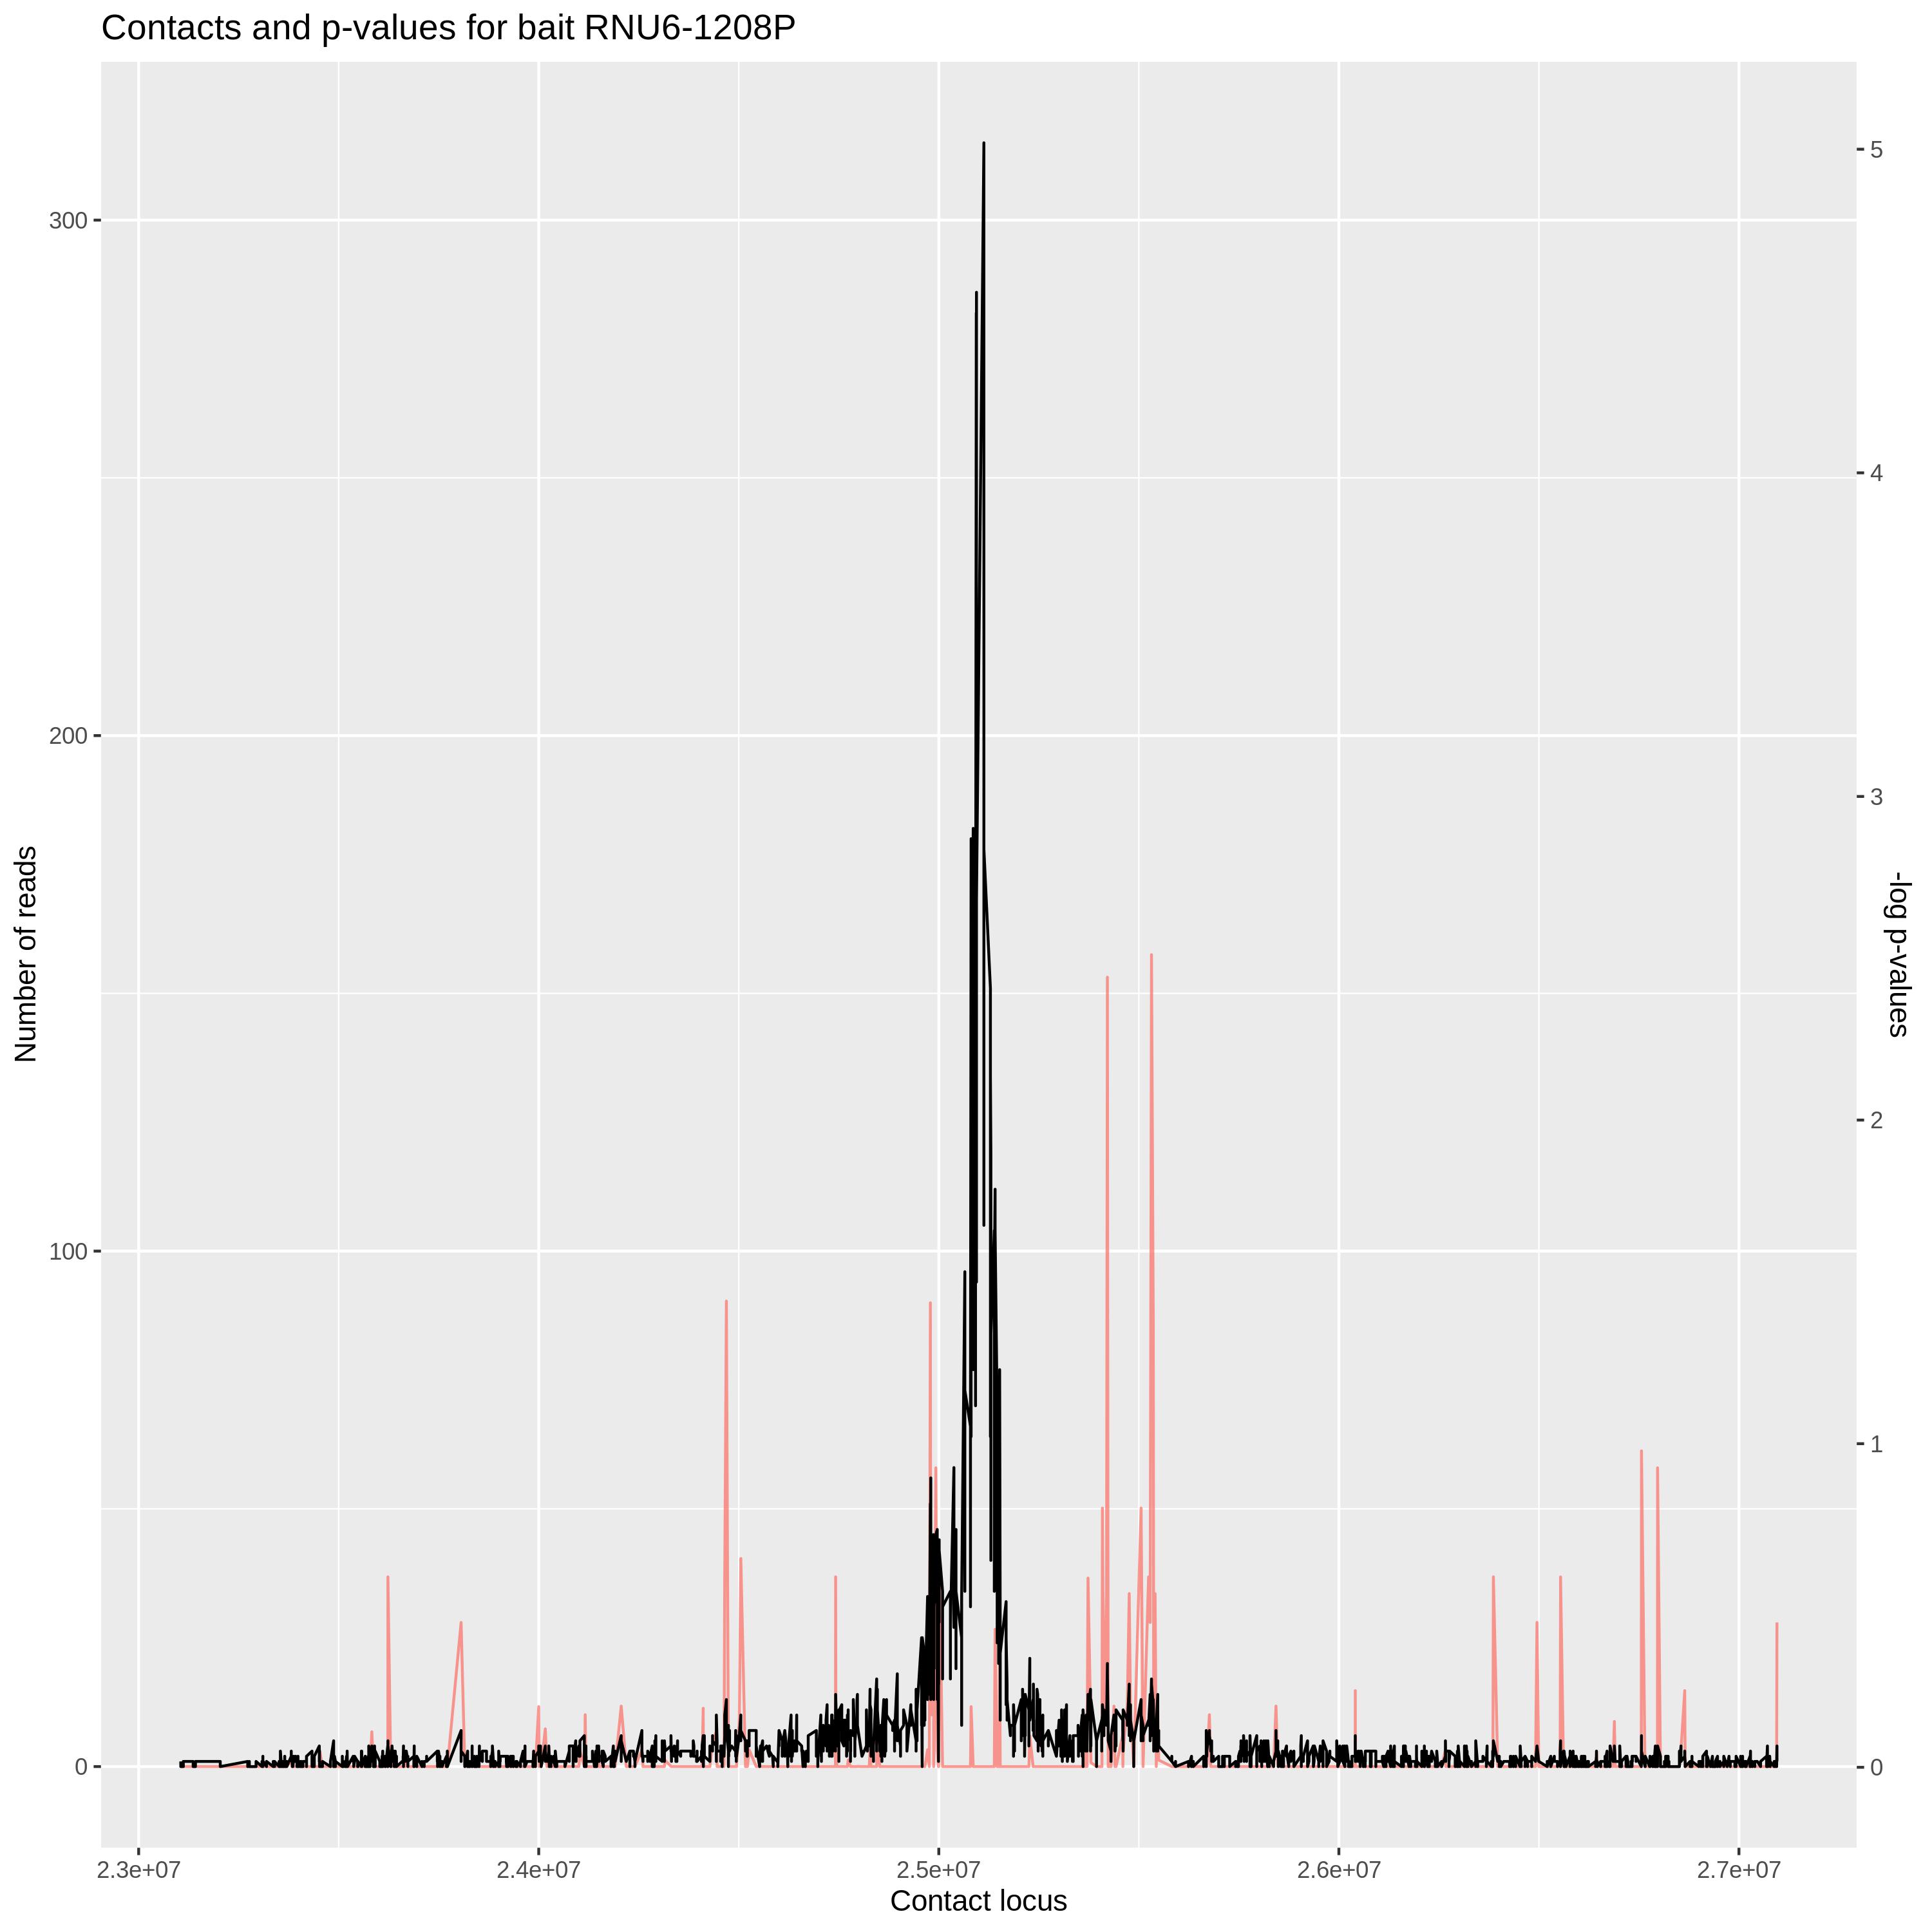 Contacts and p-values for bait RNU6-1208P
Number of reads
300
200
100
0
5
4
3
2
1
0
-log p-values
2.3e+07
2.4e+07
2.5e+07
2.6e+07
2.7e+07
Contact locus